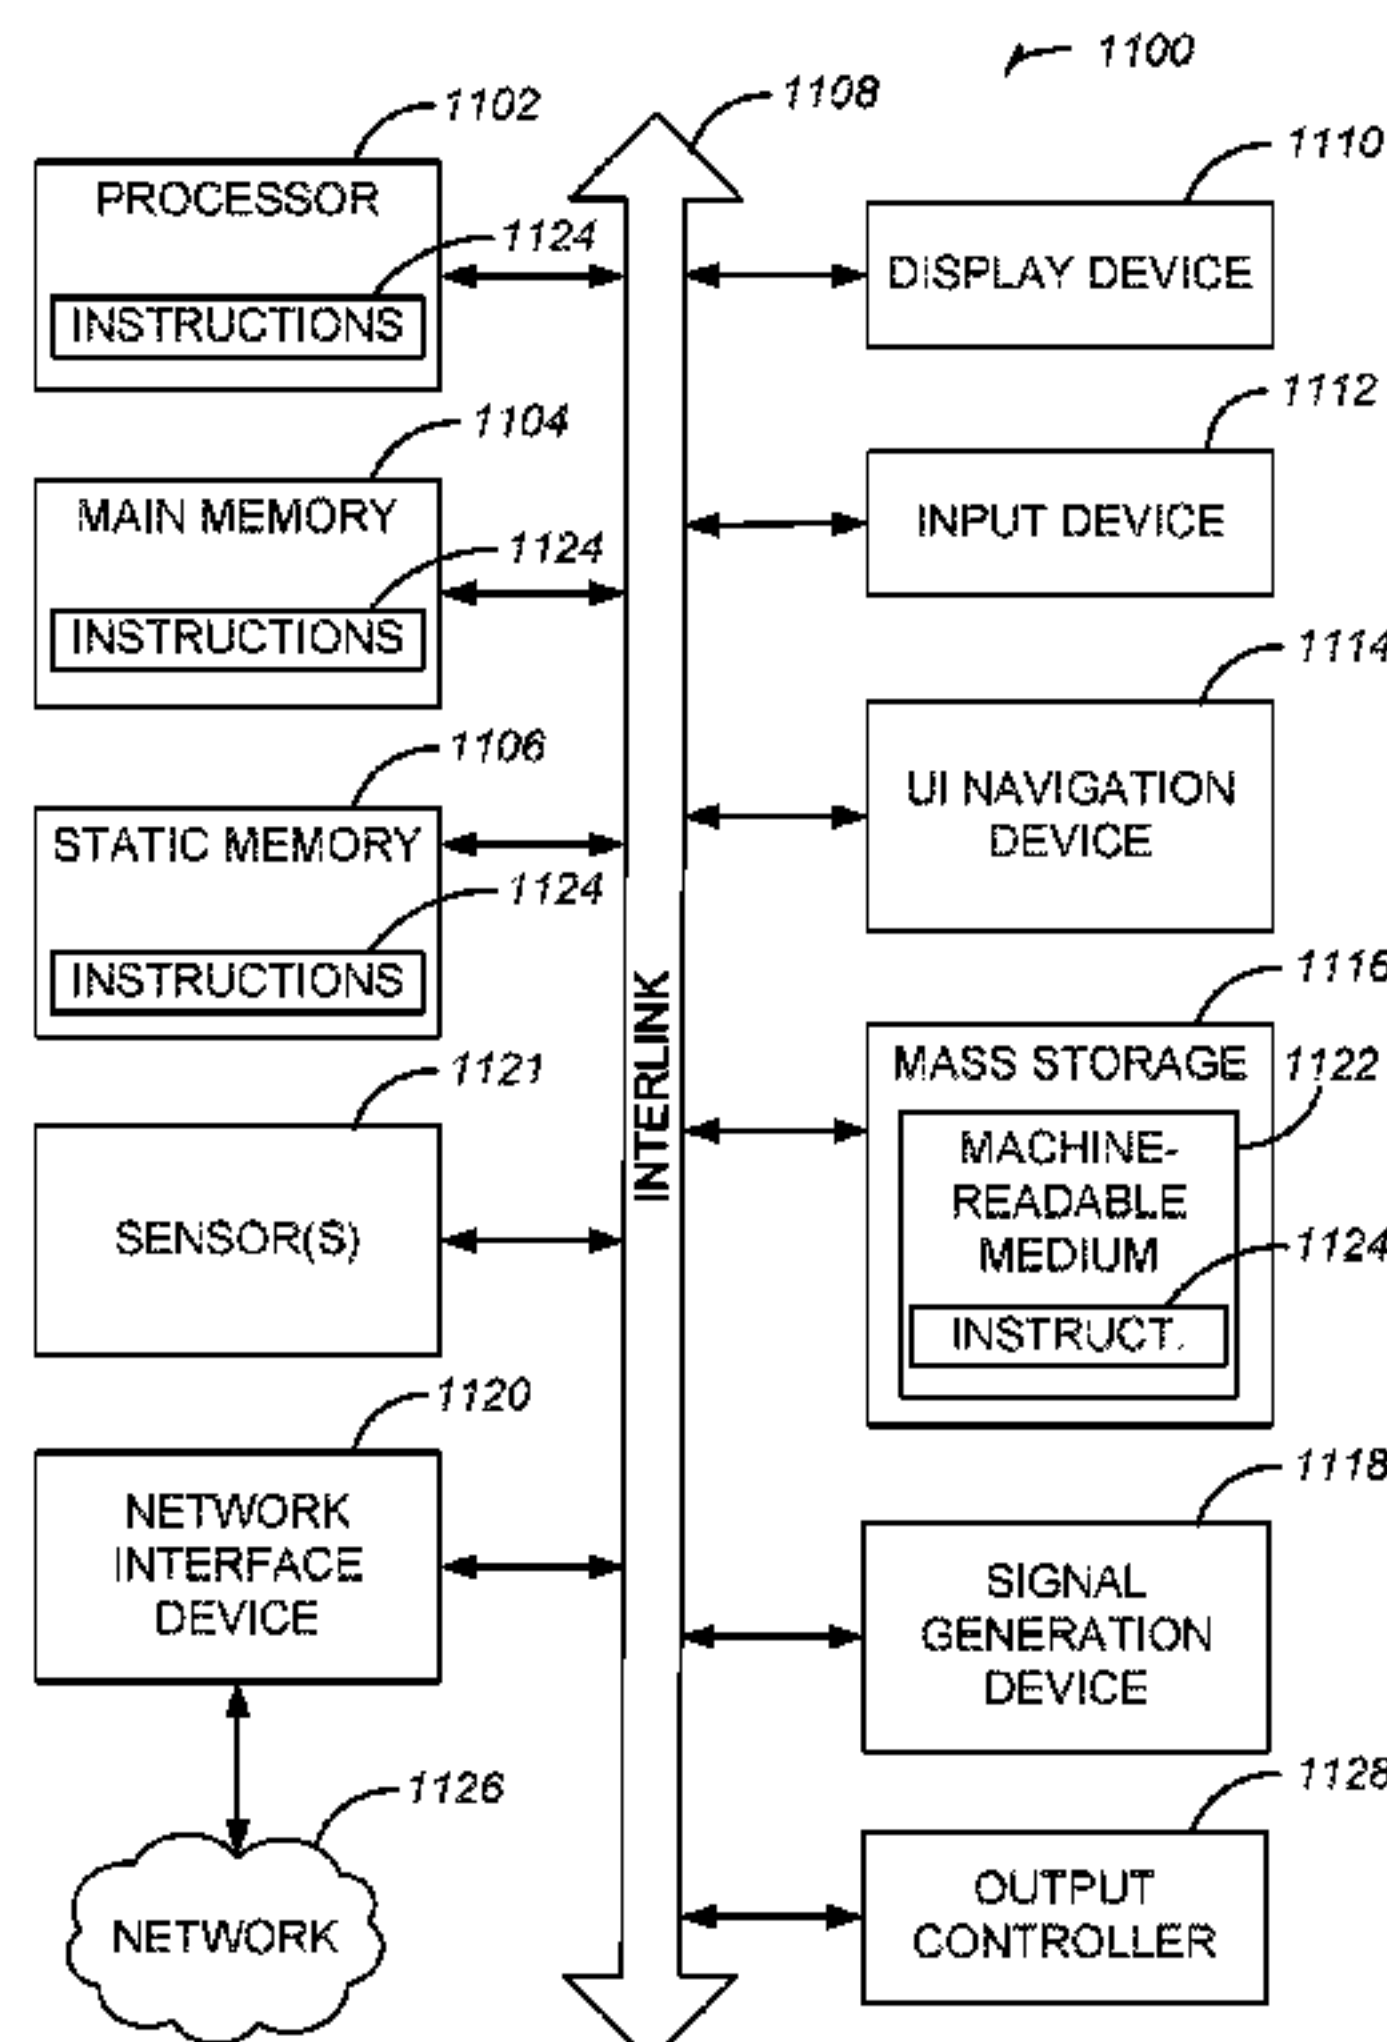 1100
1102
1108
1110
PROCESSOR
1124
INSTRUCTIONS
DISPLAY DEVICE
1112
1104
MAIN MEMORY
1124
INSTRUCTIONS
INPUT DEVICE
1114
1106
STATIC MEMORY
1124
INSTRUCTIONS
UI NAVIGATION
DEVICE
INTERLINK
1116
1121
SENSOR(S)
MASS STORAGE
1122
MACHINE-
READABLE
MEDIUM
1124
INSTRUCT.
1120
NETWORK
INTERFACE
DEVICE
1118
SIGNAL
GENERATION
DEVICE
1126
NETWORK
1128
OUTPUT
CONTROLLER